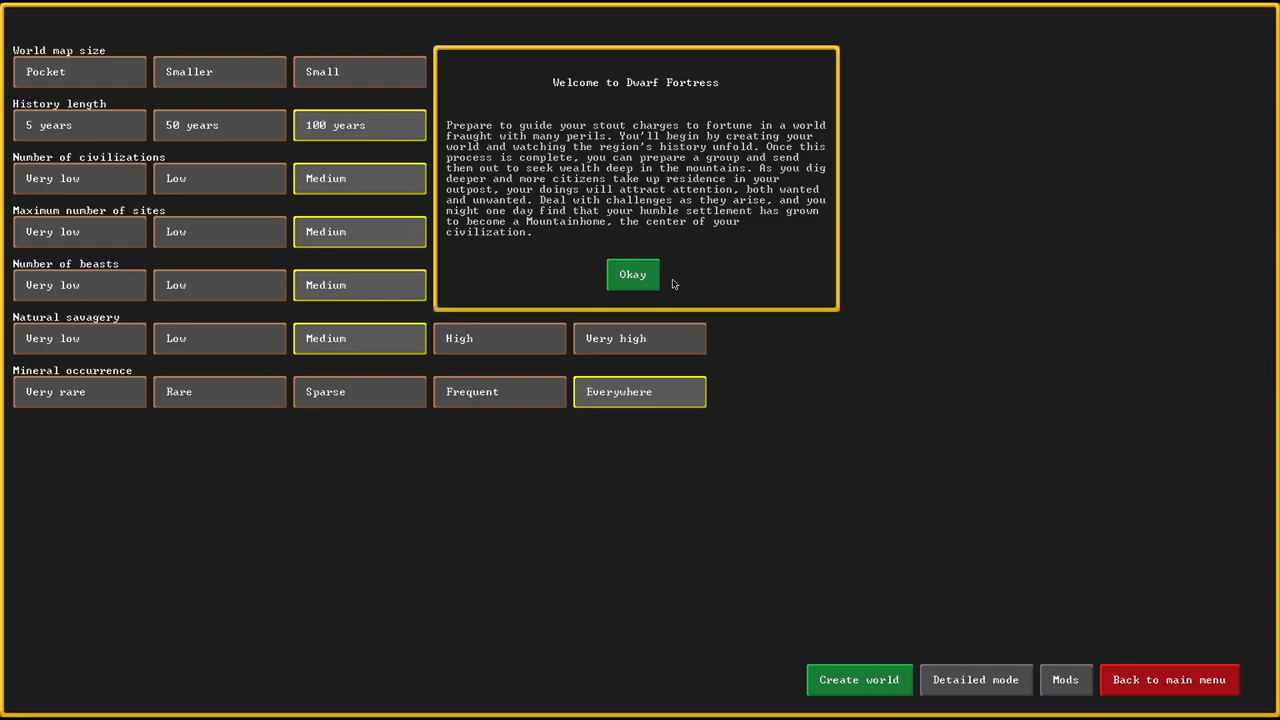 World map size
Pocket Smaller Small
History length
5 years 50 years 100 years
Number of civilizations
Very low Low Medium
Maximum number of sites
Very low Low Medium
Number of beasts
Very low Low Medium
Natural savagery
Very low Low Medium High Very high
Mineral occurrence
Very rare Rare Sparse Frequent Everywhere
Welcome to Dwarf Fortress
Prepare to guide your stout charges to fortune in a world
fraught with many perils. You'll begin by creating your
world and watching the region's history unfold. Once this
process is complete, you can prepare a group and send
them out to seek wealth deep in the mountains. As you dig
deeper and more citizens take up residence in your
outpost, your doings will attract attention, both wanted
and unwanted. Deal with challenges as they arise, and you
might one day find that your humble settlement has grown
to become a Mountainhome, the center of your
civilization.
Okay
Create world Detailed mode Mods Back to main menu